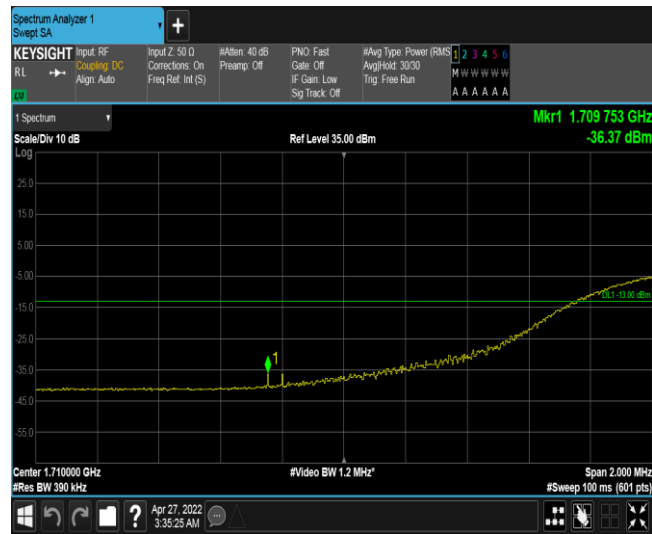 Spectrum Analyzer 1
Swept SA
+
KEYSIGHT
RL
LXI
Input: RF
Coupling: DC
Align: Auto
Input Z: 50 Ω
Corrections: On
Freq Ref: Int (S)
#Atten: 40 dB
Preamp: Off
PNO: Fast
Gate: Off
IF Gain: Low
Sig Track: Off
#Avg Type: Power (RMS
Avg|Hold: 30/30
Trig: Free Run
1 2 3 4 5 6
M W W W W W
A A A A A A
1 Spectrum
Mkr1 1.709 753 GHz
Scale/Div 10 dB
Ref Level 35.00 dBm
-36.37 dBm
Log
25.0
15.0
5.00
-5.00
DL1 -13.00 dBm
-15.0
-25.0
1
-35.0
-45.0
-55.0
Center 1.710000 GHz
#Video BW 1.2 MHz*
Span 2.000 MHz
#Res BW 390 kHz
#Sweep 100 ms (601 pts)
?
Apr 27, 2022
3:35:25 AM